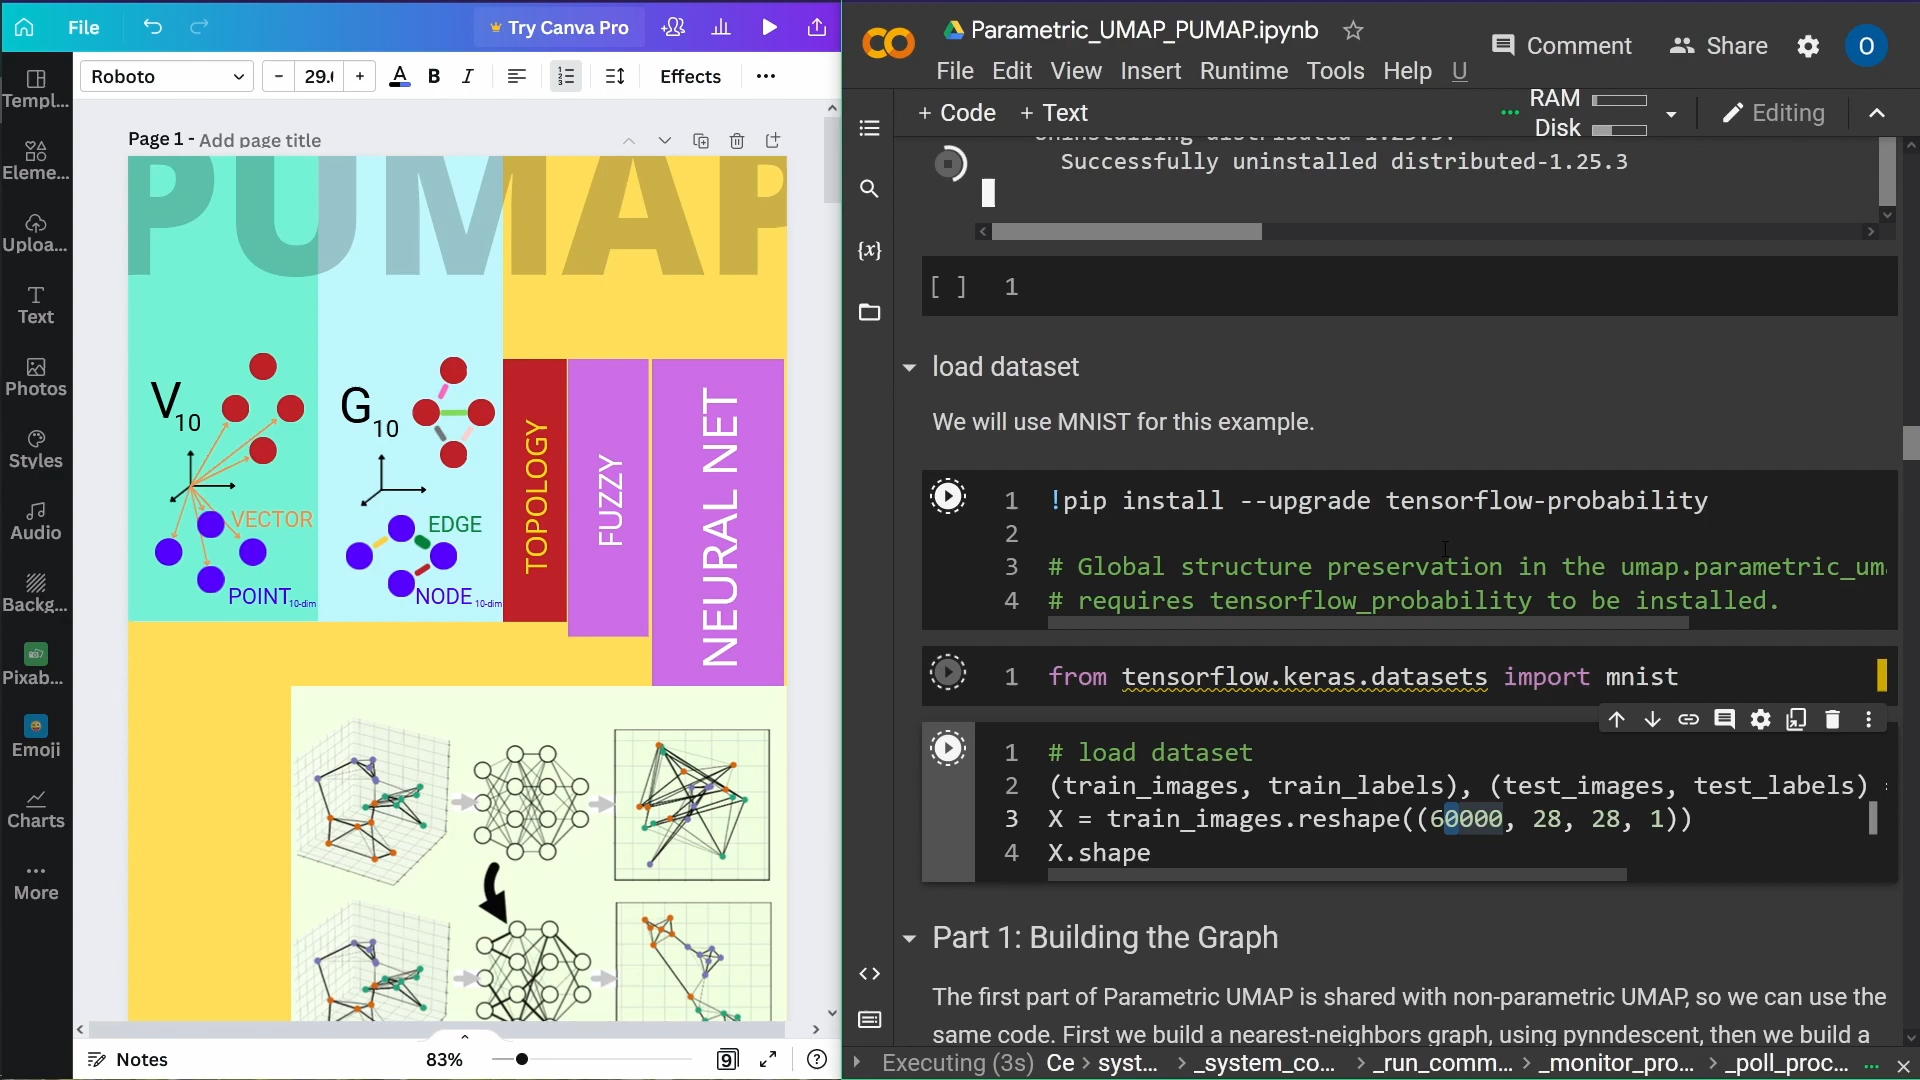 File
Try Canva Pro
Roboto
29.
B
I
Effects
Templ...
Eleme...
Uploa...
Text
Photos
Styles
Audio
Backg...
Pixab...
Emoji
Charts
More
Page 1 - Add page title
PUMAP
V10
VECTOR
POINT10-dim
G10
EDGE
NODE 10-dim
TOPOLOGY
FUZZY
NEURAL NET
Notes
83%
9
Parametric_UMAP_PUMAP.ipynb
Comment
Share
O
File Edit View Insert Runtime Tools Help U
+ Code + Text
RAM
Disk
Editing
Successfully uninstalled distributed-1.25.3
[ ] 1
load dataset
We will use MNIST for this example.
1 !pip install --upgrade tensorflow-probability
2
3 # Global structure preservation in the umap.parametric_um
4 # requires tensorflow_probability to be installed.
1 from tensorflow.keras.datasets import mnist
1 # load dataset
2 (train_images, train_labels), (test_images, test_labels) =
3 X = train_images.reshape((60000, 28, 28, 1))
4 X.shape
Part 1: Building the Graph
The first part of Parametric UMAP is shared with non-parametric UMAP, so we can use the
same code. First we build a nearest-neighbors graph, using pynndescent, then we build a
Executing (3s) Ce > syst... > _system_co... > _run_comm... > _monitor_pro... > _poll_proc...